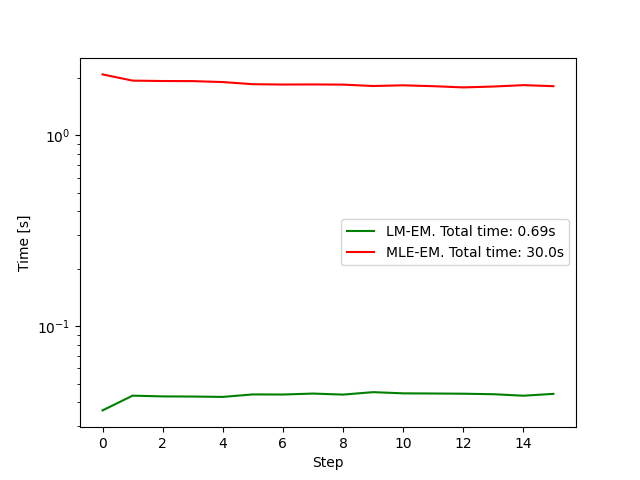 10⁰
10⁻¹
Time [s]
LM-EM. Total time: 0.69s
MLE-EM. Total time: 30.0s
0 2 4 6 8 10 12 14
Step